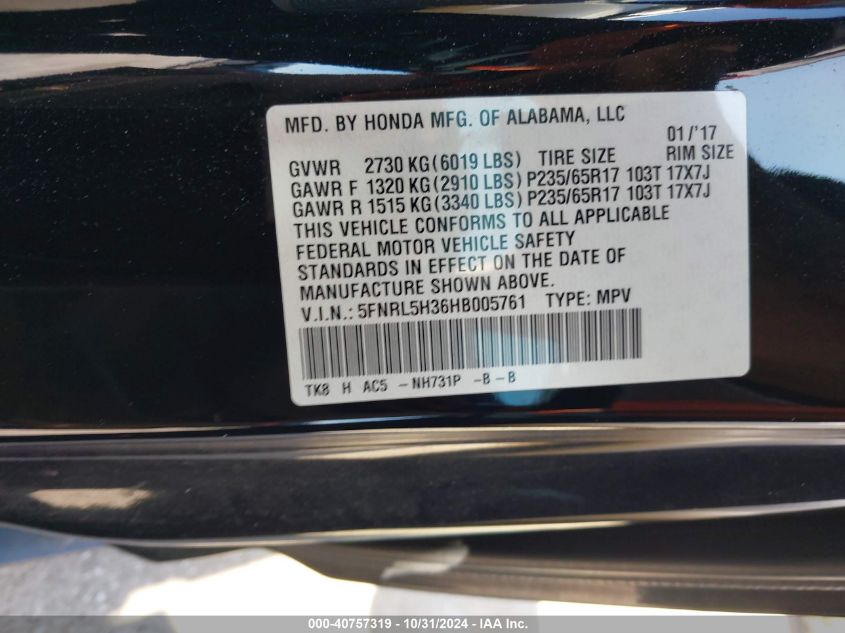 MFD. BY HONDA MFG. OF ALABAMA, LLC
01/'17
GVWR 2730 KG(6019 LBS) TIRE SIZE RIM SIZE
GAWR F 1320 KG(2910 LBS)P235/65R17 103T 17X7J
GAWR R 1515 KG(3340 LBS)P235/65R17 103T 17X7J
THIS VEHICLE CONFORMS TO ALL APPLICABLE
FEDERAL MOTOR VEHICLE SAFETY
STANDARDS IN EFFECT ON THE DATE OF
MANUFACTURE SHOWN ABOVE.
V.I.N.: 5FNRL5H36HB005761 TYPE: MPV
TK8 H AC5 -NH731P -B-B
000-40757319 - 10/31/2024 - IAA Inc.